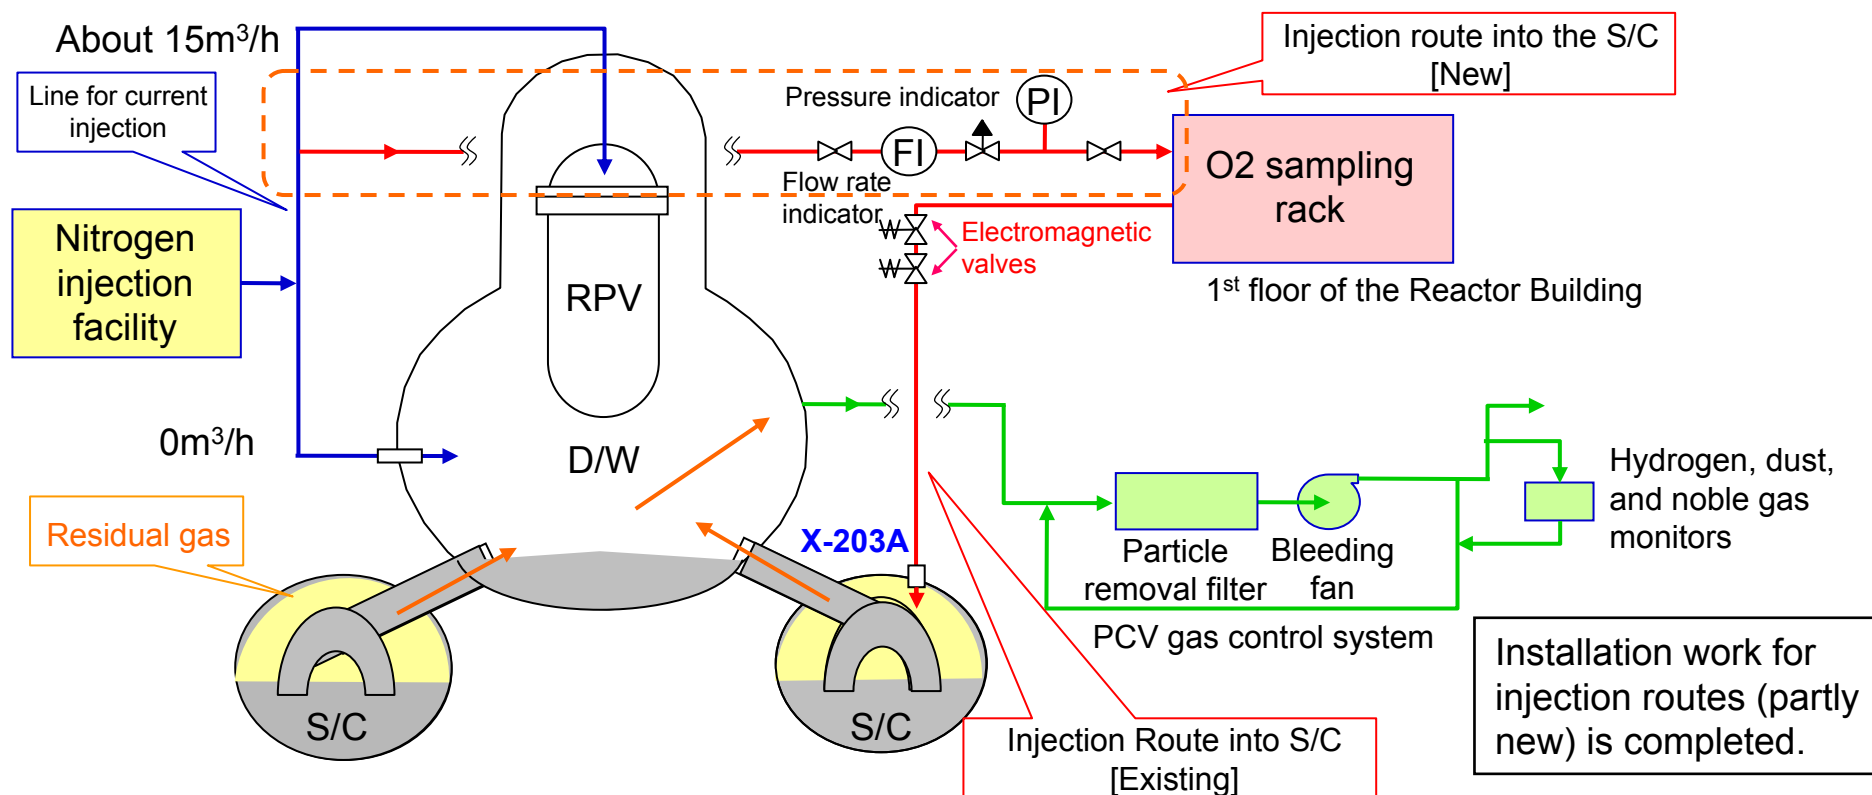 About 15m³/h
Line for current
injection
Nitrogen
injection
facility
0m³/h
Residual gas
RPV
D/W
S/C
S/C
X-203A
Pressure indicator
PI
FI
Flow rate
indicator
Electromagnetic
valves
Injection route into the S/C
[New]
O2 sampling
rack
1st floor of the Reactor Building
Particle
removal filter
Bleeding
fan
Hydrogen, dust,
and noble gas
monitors
PCV gas control system
Injection Route into S/C
[Existing]
Installation work for
injection routes (partly
new) is completed.